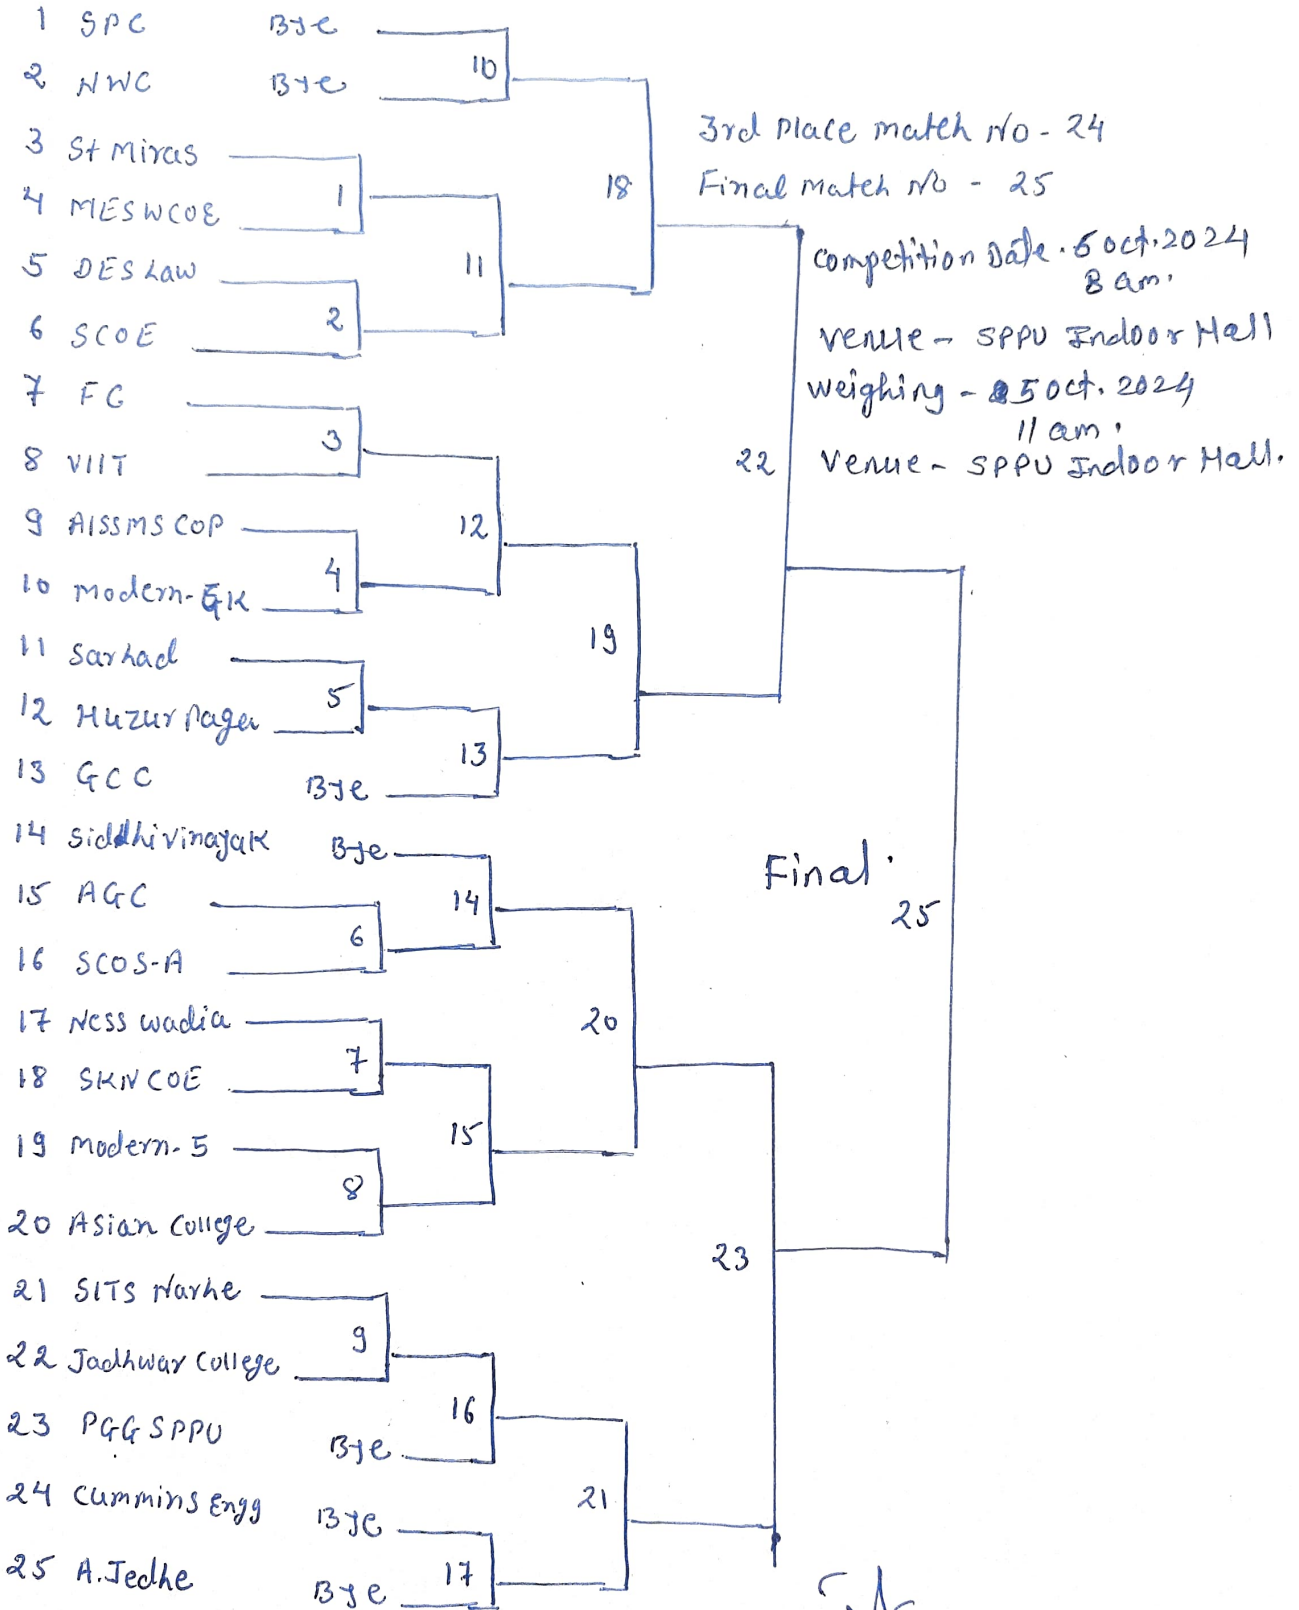 1 SPC Bye
10
2 NWC Bye
3 St Miras
1
4 MESWCOE
18
3rd Place match No - 24
Final Match No - 25
5 DES Law
11
2
6 SCOE
Competition Date . 6 oct. 2024
8 am.
Venue - SPPU Indoor Hall
7 FG
3
8 VIIT
Weighing - 5 oct. 2024
11 am.
22
Venue - SPPU Indoor Hall.
9 AISSMS COP
12
4
10 Modern-GK
11 Sarhad
19
5
12 Huzurpaga
13
13 GCC Bye
14 Siddhivinayak Bye
Final
25
15 AGC
14
6
16 SCOS-A
17 Ness wadia
20
7
18 SKNCOE
19 Modern-5
15
8
20 Asian College
23
21 SITS Narhe
9
22 Jadhwar College
16
23 PGGSPPU Bye
24 Cummins Engg Bye
21
17
25 A.Jedhe Bye